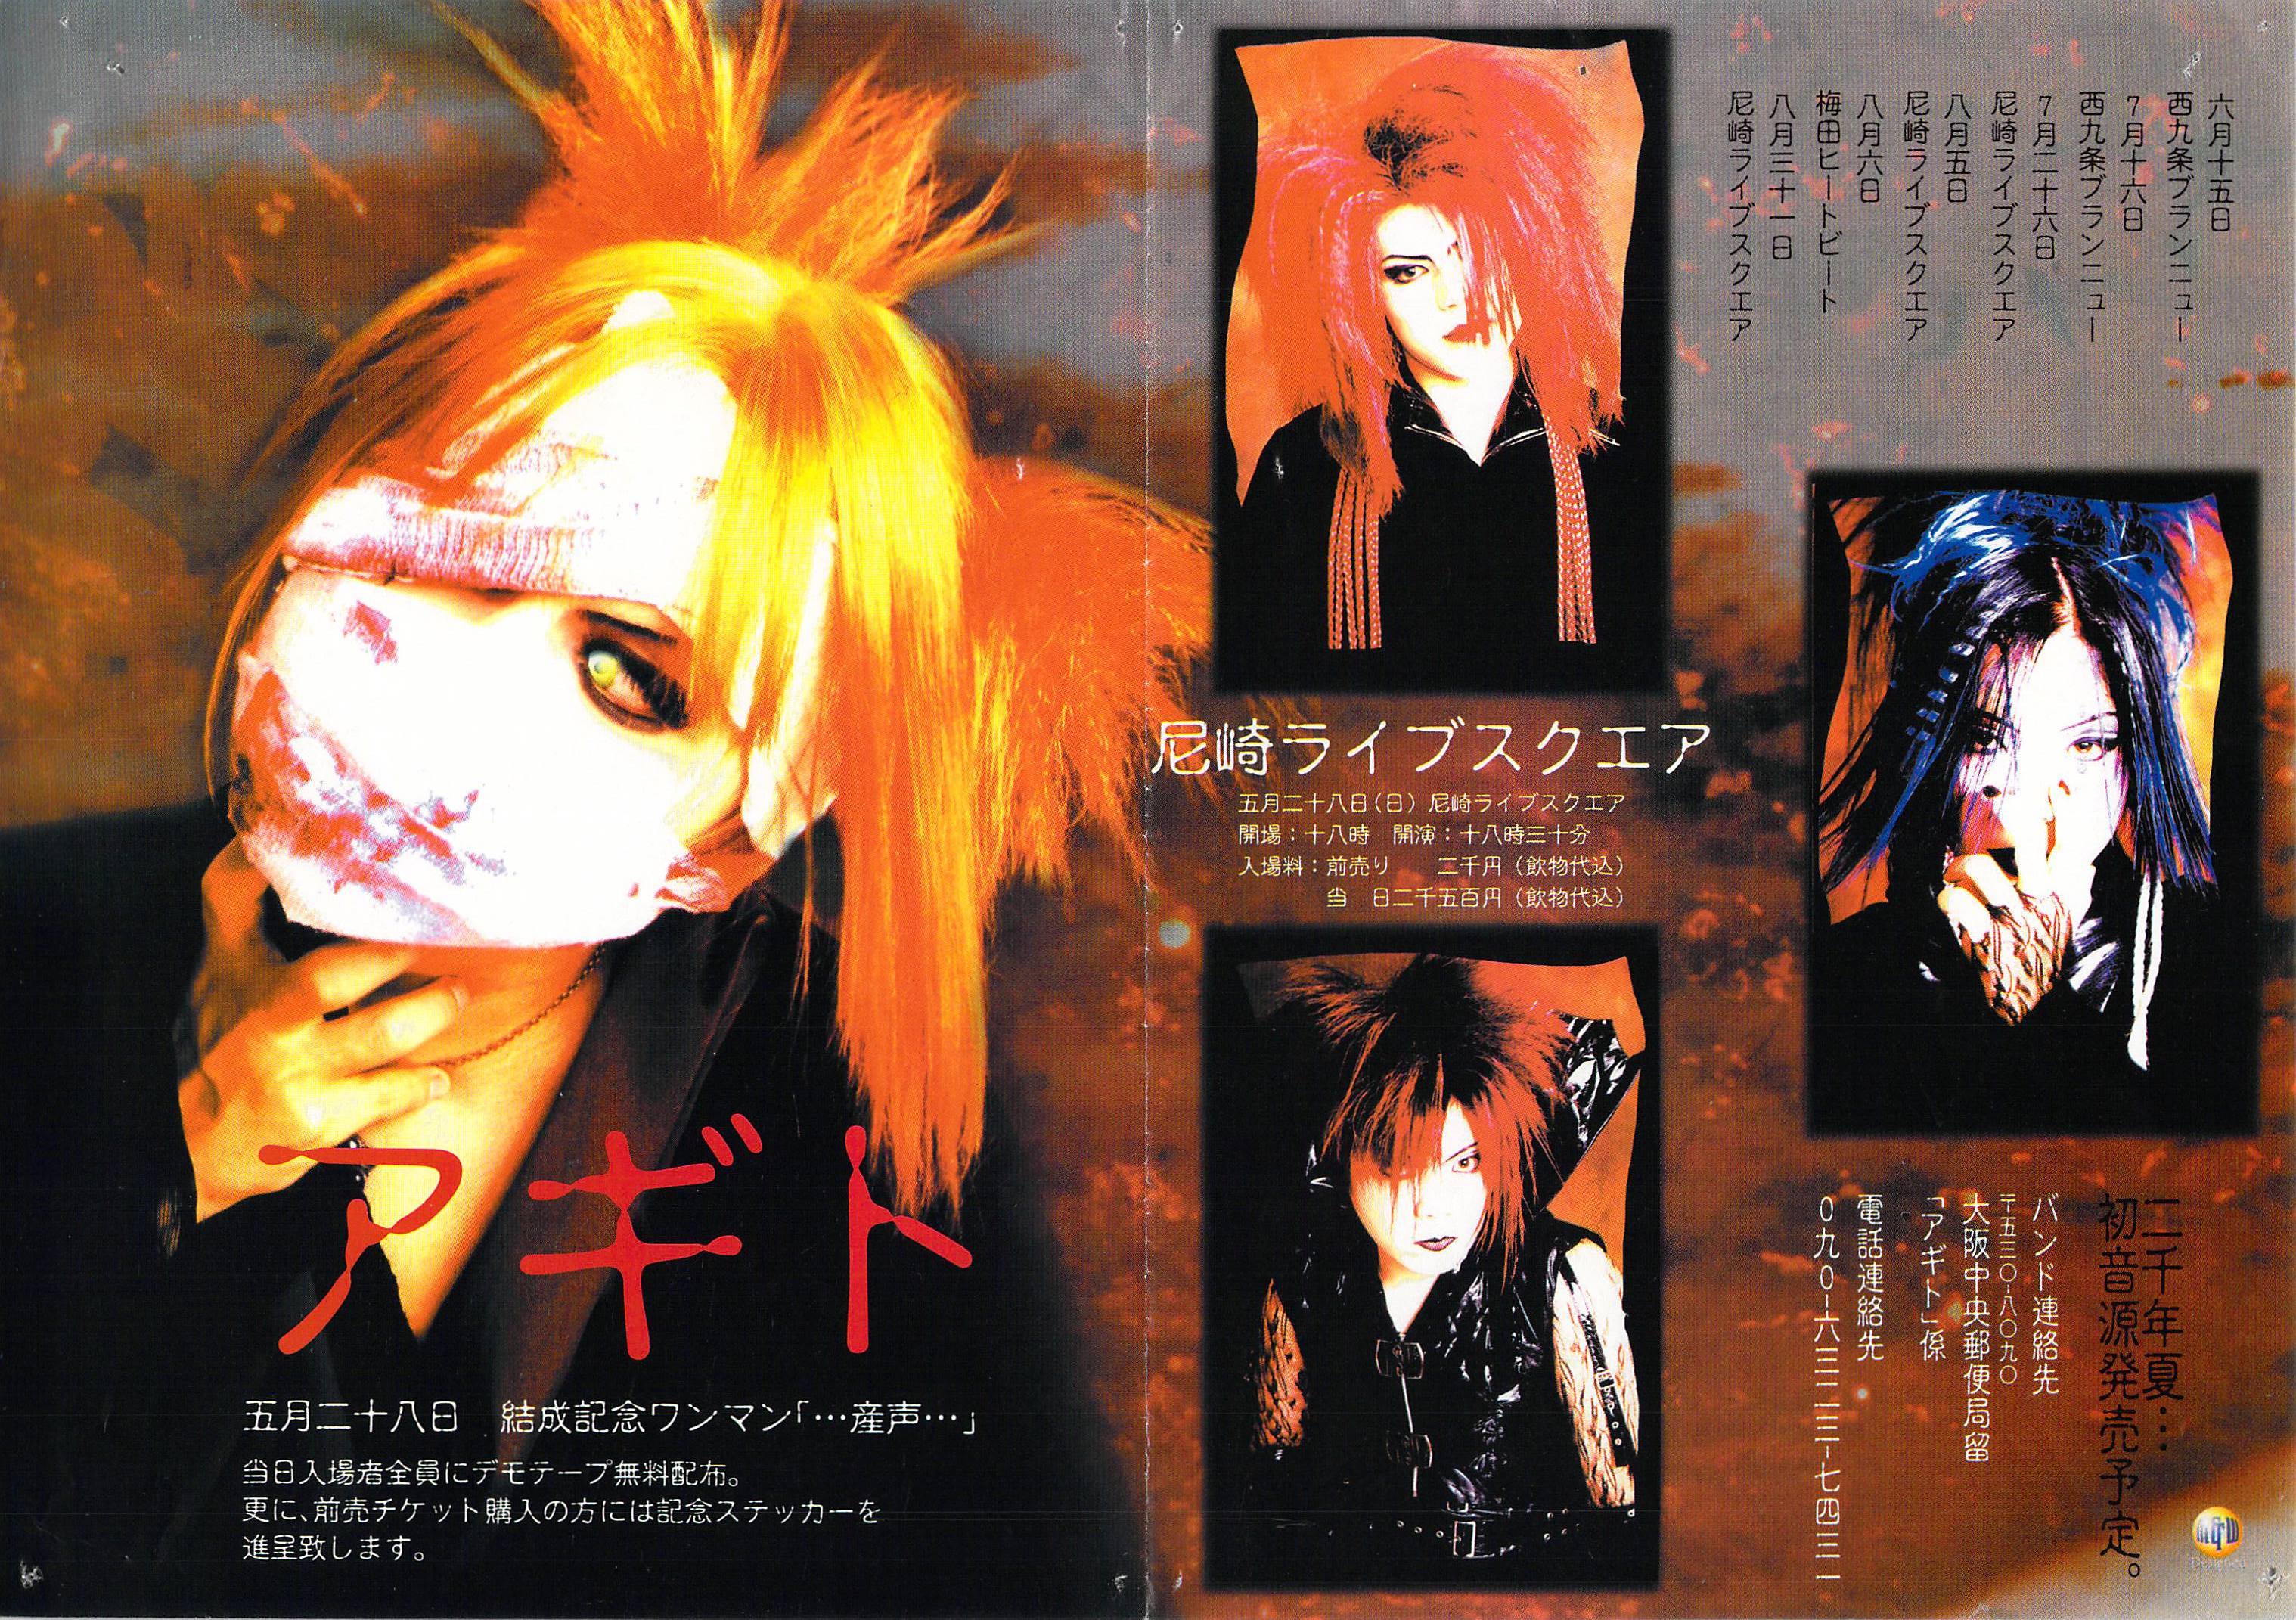 アギト
五月二十八日　結成記念ワンマン「…産声…」
当日入場者全員にデモテープ無料配布。
更に、前売チケット購入の方には記念ステッカーを
進呈致します。
六月十五日
西九条ブランニュー
7月十六日
西九条ブランニュー
7月二十六日
尼崎ライブスクエア
八月五日
尼崎ライブスクエア
八月六日
梅田ヒートビート
八月三十一日
尼崎ライブスクエア
尼崎ライブスクエア
五月二十八日(日) 尼崎ライブスクエア
開場：十八時　開演：十八時三十分
入場料：前売り　二千円（飲物代込）
当　日二千五百円（飲物代込）
二千年夏…
初音源発売予定。
バンド連絡先
〒五三〇-八〇九〇
大阪中央郵便局留
「アギト」係
電話連絡先
Designed